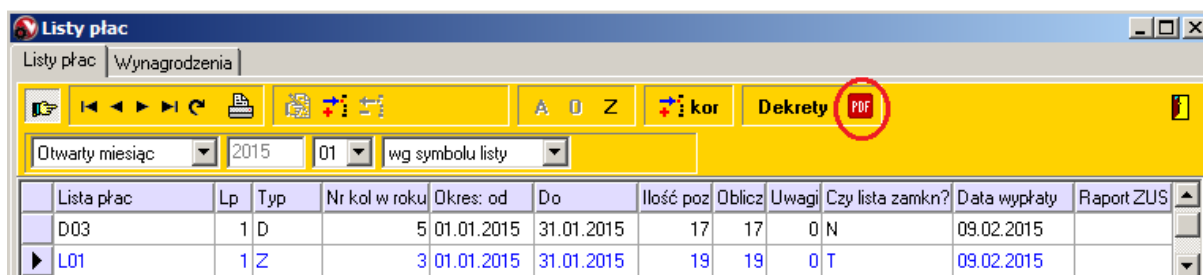 Listy płac
Listy płac Wynagrodzenia
A O Z kor Dekrety PDF
Otwarty miesiąc 2015 01 wg symbolu listy
Lista płac Lp Typ Nr kol w roku Okres: od Do Ilość poz Oblicz Uwagi Czy lista zamkn? Data wypłaty Raport ZUS
D03 1 D 5 01.01.2015 31.01.2015 17 17 0 N 09.02.2015
L01 1 Z 3 01.01.2015 31.01.2015 19 19 0 T 09.02.2015